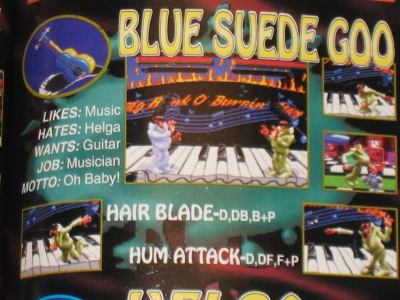 BLUE SUEDE GOO
LIKES: Music
HATES: Helga
WANTS: Guitar
JOB: Musician
MOTTO: Oh Baby!
HAIR BLADE-D,DB,B+P
HUM ATTACK-D,DF,F+P